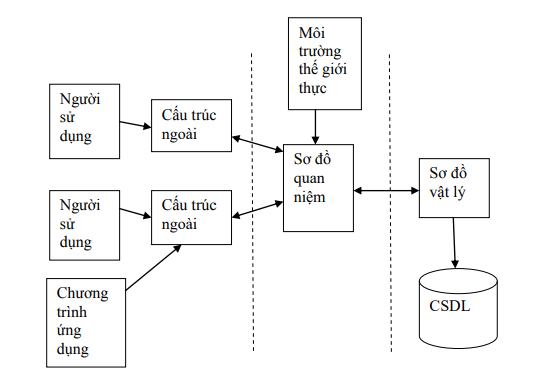 Môi
trường
thế giới
thực
Người
sử
dụng
Cấu trúc
ngoài
Sơ đồ
quan
niệm
Sơ đồ
vật lý
Người
sử
dụng
Cấu trúc
ngoài
Chương
trình
ứng
dụng
CSDL